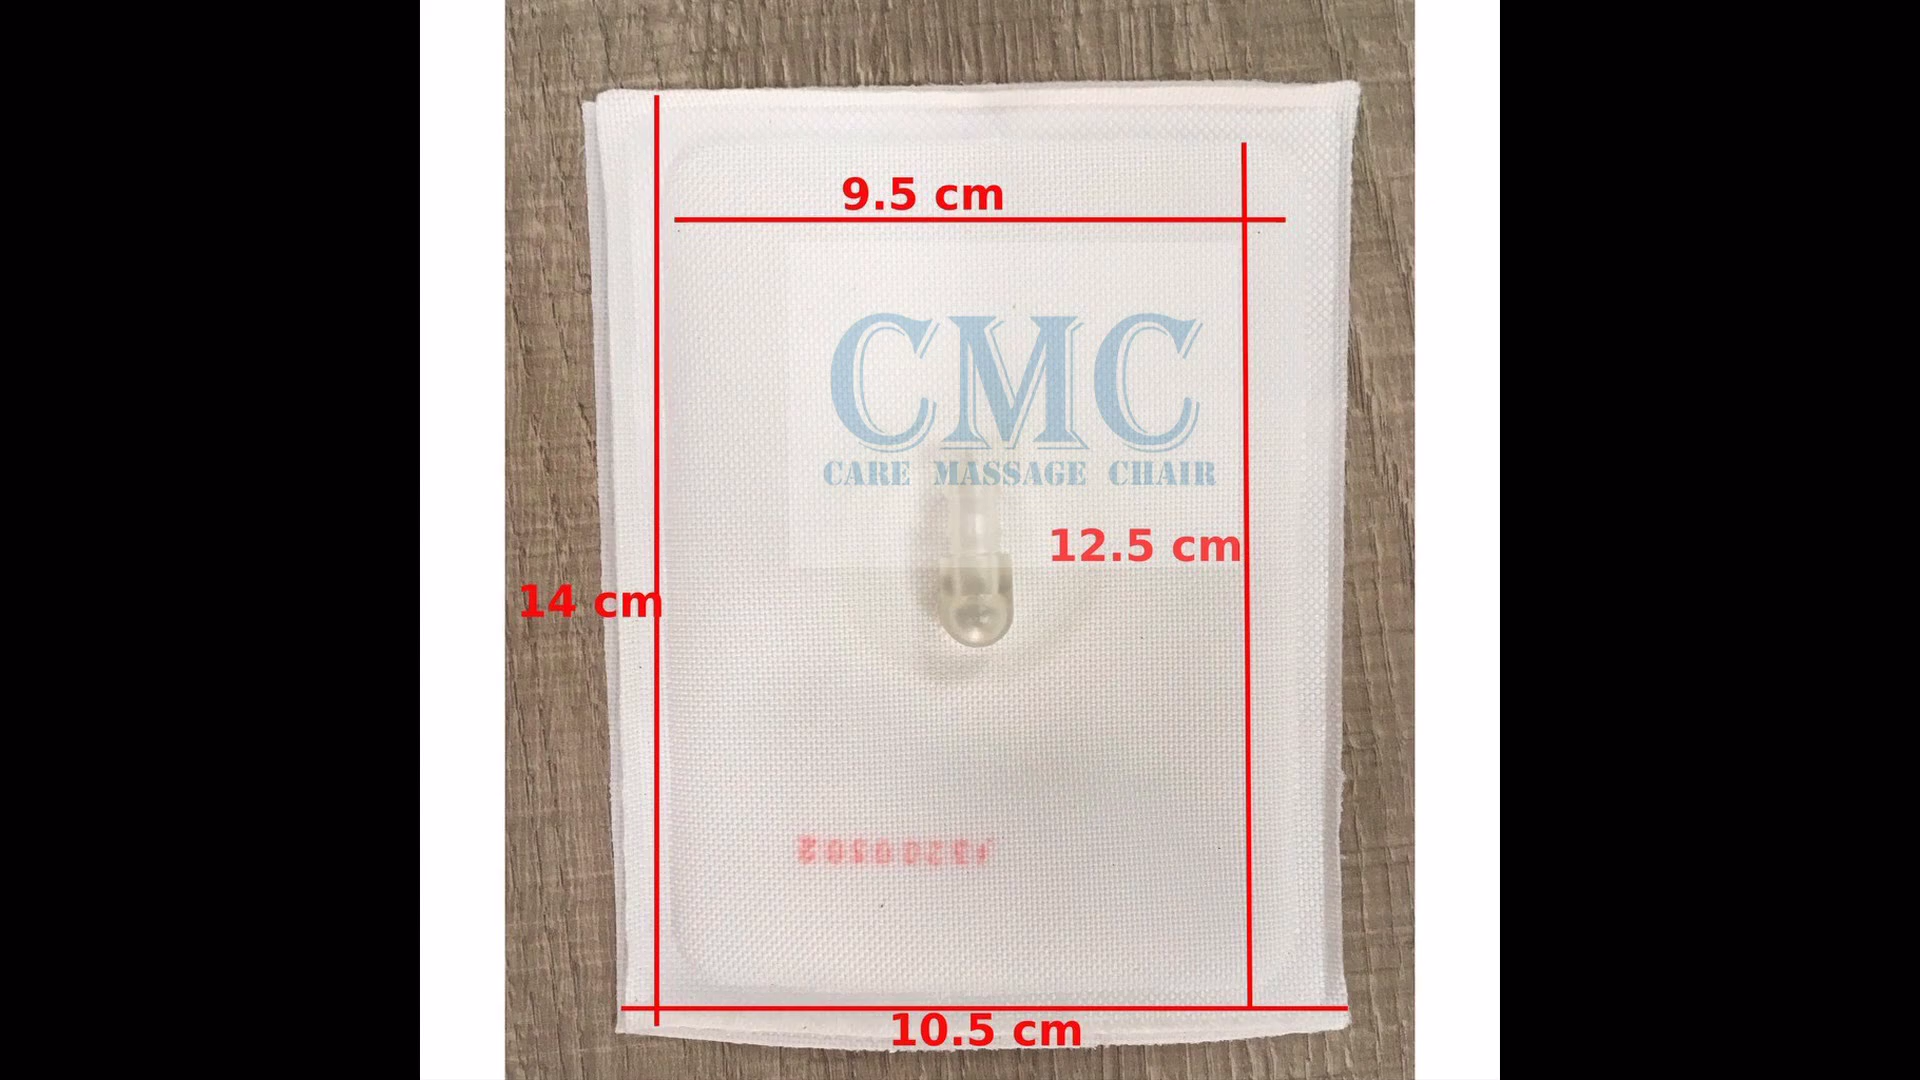 9.5 cm
CMC
CARE MASSAGE CHAIR
12.5 cm
14 cm
10.5 cm